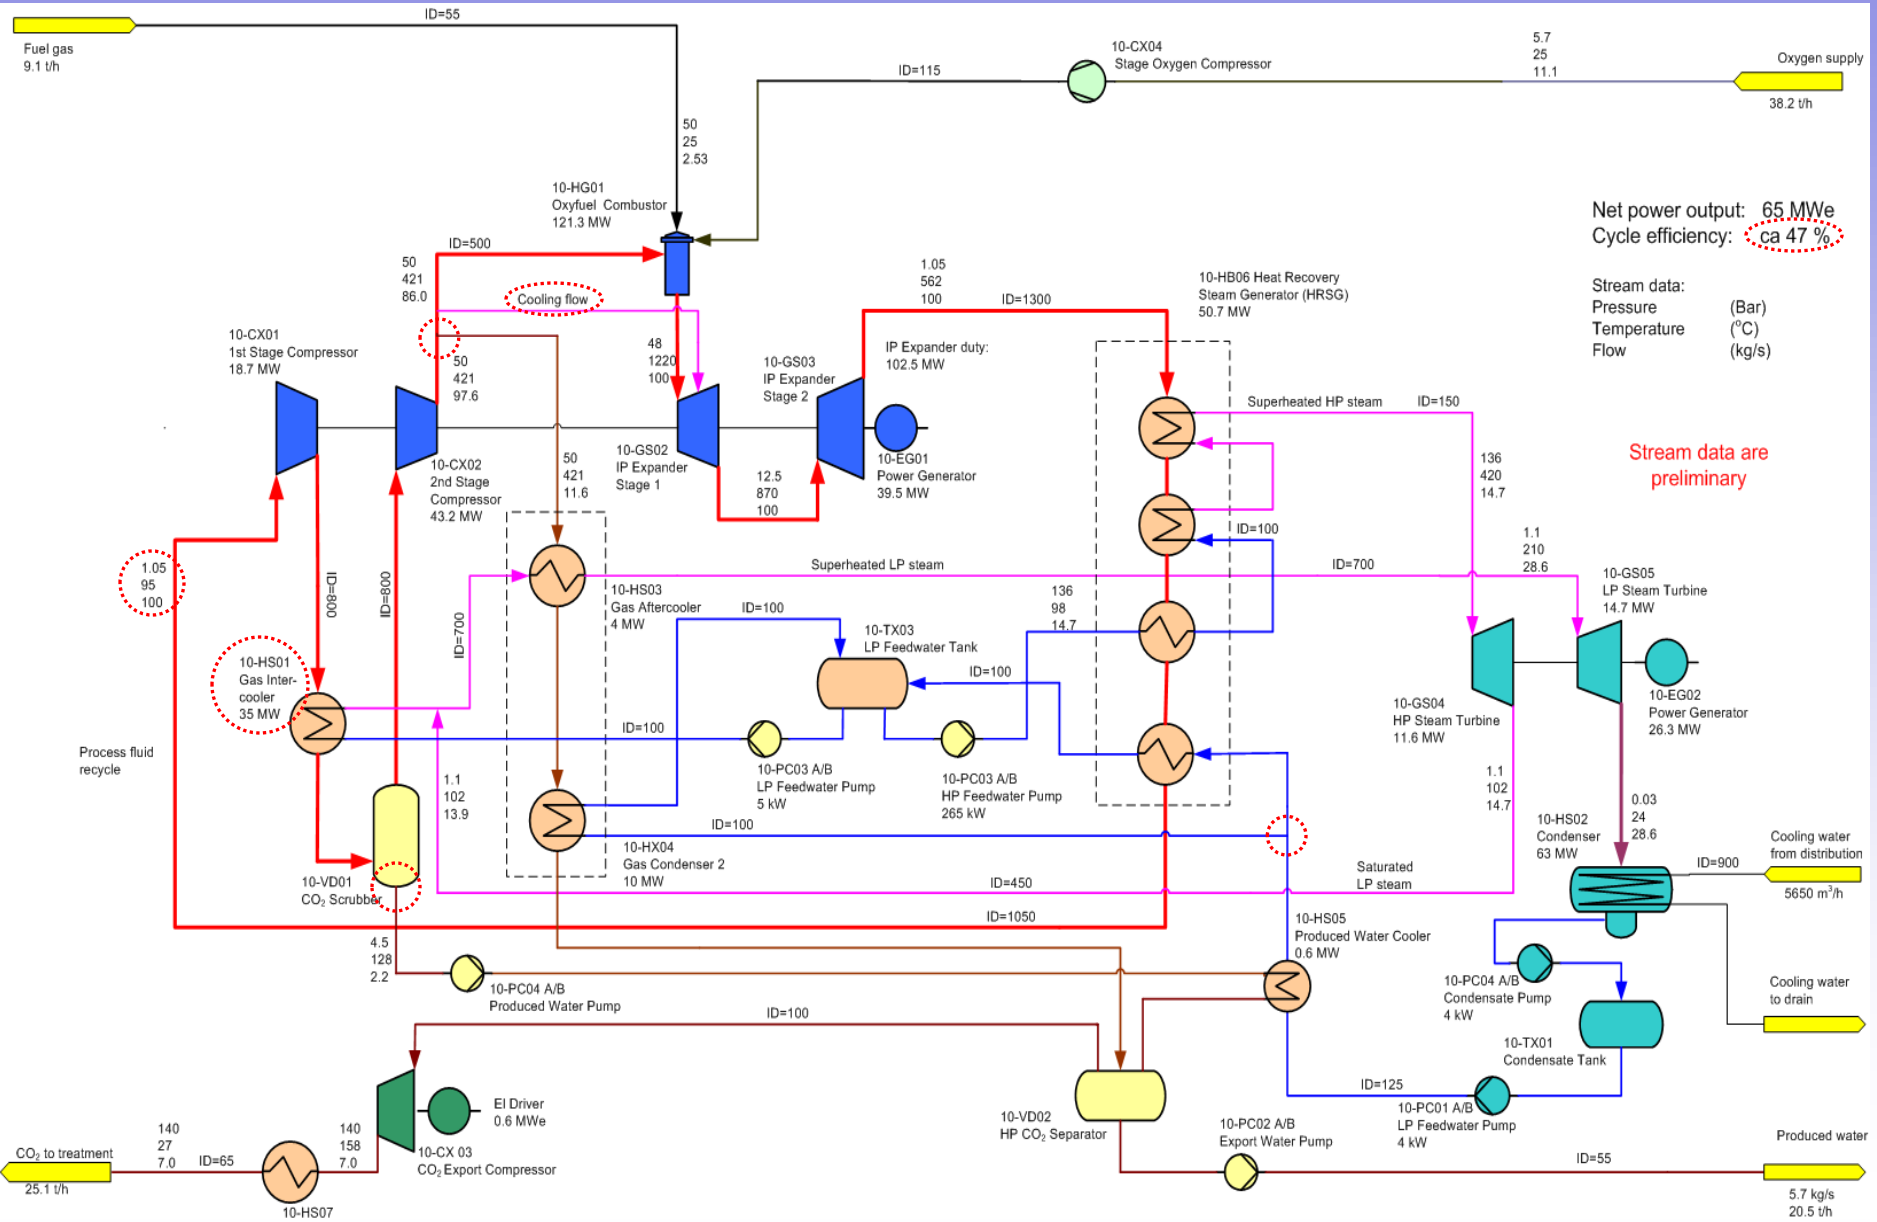 ID=55
Fuel gas
9.1 t/h
10-CX04
Stage Oxygen Compressor
ID=115
5.7
25
11.1
Oxygen supply
38.2 t/h
50
25
2.53
10-HG01
Oxyfuel Combustor
121.3 MW
ID=500
50
421
86.0
Cooling flow
Net power output: 65 MWe
Cycle efficiency: ca 47 %
Stream data:
Pressure (Bar)
Temperature (°C)
Flow (kg/s)
1.05
562
100
ID=1300
10-HB06 Heat Recovery
Steam Generator (HRSG)
50.7 MW
10-CX01
1st Stage Compressor
18.7 MW
50
421
97.6
48
1220
100
10-GS03
IP Expander
Stage 2
IP Expander duty:
102.5 MW
Superheated HP steam
ID=150
10-CX02
2nd Stage
Compressor
43.2 MW
10-GS02
IP Expander
Stage 1
10-EG01
Power Generator
39.5 MW
50
421
11.6
12.5
870
100
136
420
14.7
Stream data are
preliminary
ID=100
1.05
95
100
ID=800
ID=800
ID=700
Superheated LP steam
ID=700
1.1
210
28.6
10-HS03
Gas Aftercooler
4 MW
ID=100
136
98
14.7
10-GS05
LP Steam Turbine
14.7 MW
10-TX03
LP Feedwater Tank
ID=100
10-HS01
Gas Inter-
cooler
35 MW
ID=100
10-GS04
HP Steam Turbine
11.6 MW
10-EG02
Power Generator
26.3 MW
Process fluid
recycle
1.1
102
13.9
10-PC03 A/B
LP Feedwater Pump
5 kW
10-PC03 A/B
HP Feedwater Pump
265 kW
1.1
102
14.7
ID=100
10-HX04
Gas Condenser 2
10 MW
0.03
24
28.6
10-HS02
Condenser
63 MW
Cooling water
from distribution
ID=900
5650 m³/h
10-VD01
CO₂ Scrubber
ID=450
Saturated
LP steam
ID=1050
10-HS05
Produced Water Cooler
0.6 MW
4.5
128
2.2
10-PC04 A/B
Produced Water Pump
10-PC04 A/B
Condensate Pump
4 kW
Cooling water
to drain
ID=100
10-TX01
Condensate Tank
ID=125
El Driver
0.6 MWe
10-VD02
HP CO₂ Separator
10-PC01 A/B
LP Feedwater Pump
4 kW
10-PC02 A/B
Export Water Pump
140
27
7.0
140
158
7.0
10-CX 03
CO₂ Export Compressor
CO₂ to treatment
ID=65
25.1 t/h
10-HS07
Produced water
ID=55
5.7 kg/s
20.5 t/h